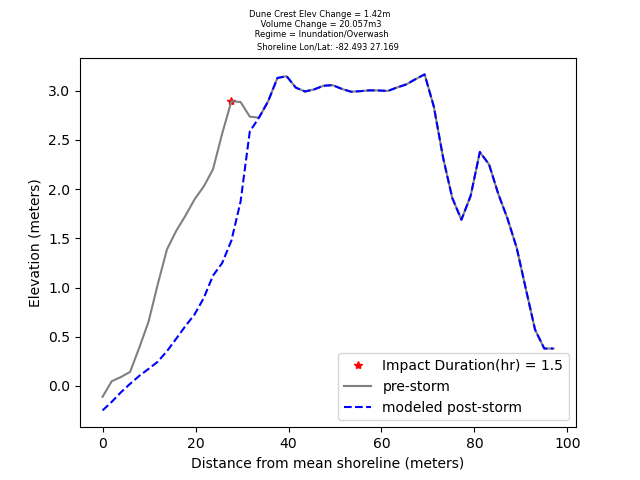 Dune Crest Elev Change = 1.42m
Volume Change = 20.057m3
Regime = Inundation/Overwash
Shoreline Lon/Lat: -82.493 27.169
3.0
2.5
2.0
1.5
1.0
0.5
0.0
Elevation (meters)
Impact Duration(hr) = 1.5
pre-storm
modeled post-storm
0 20 40 60 80 100
Distance from mean shoreline (meters)